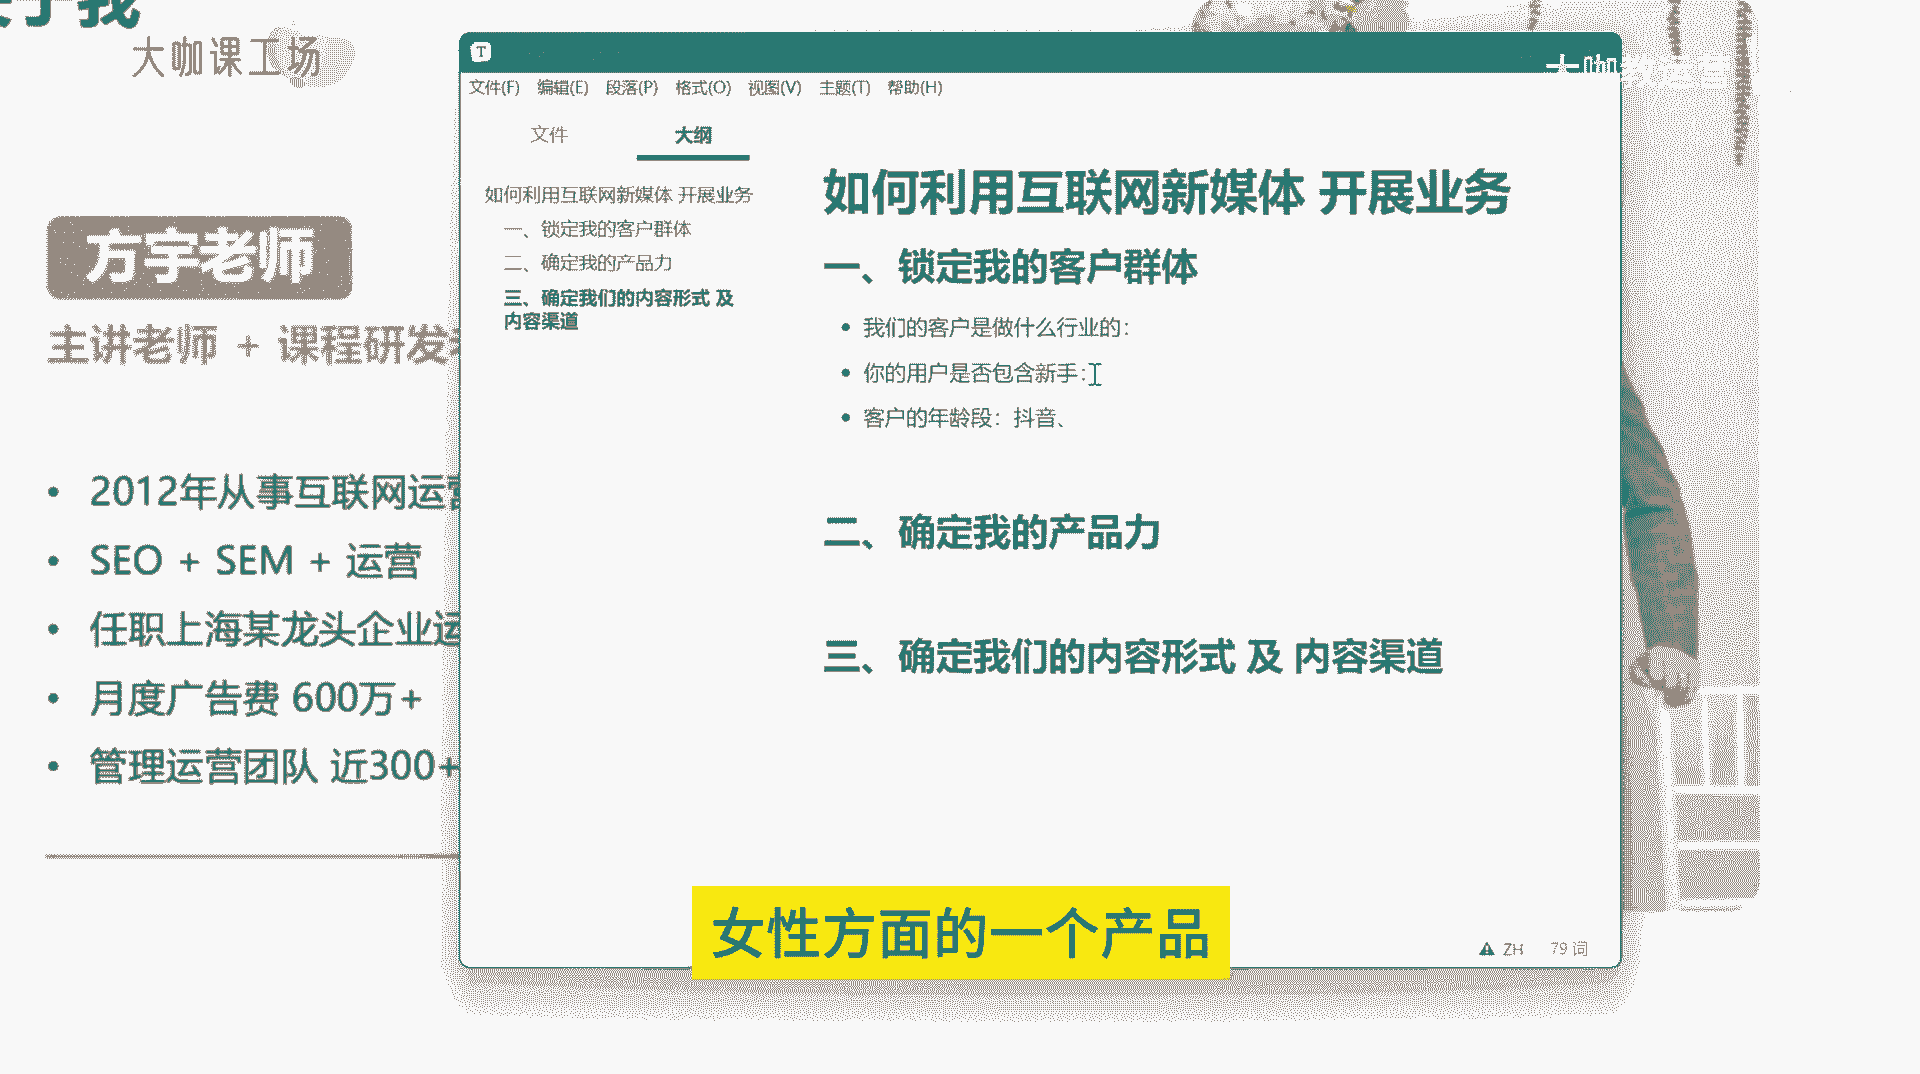 于我
大咖课工场
方宇老师
主讲老师 + 课程研发
• 2012年从事互联网运营
• SEO + SEM + 运营
• 任职上海某龙头企业运
• 月度广告费 600万+
• 管理运营团队 近300+
T
文件(F) 编辑(E) 段落(P) 格式(O) 视图(V) 主题(T) 帮助(H)
文件 大纲
如何利用互联网新媒体 开展业务
一、锁定我的客户群体
二、确定我的产品力
三、确定我们的内容形式 及
内容渠道
如何利用互联网新媒体 开展业务
一、锁定我的客户群体
• 我们的客户是做什么行业的：
• 你的用户是否包含新手：
• 客户的年龄段：抖音、
二、确定我的产品力
三、确定我们的内容形式 及 内容渠道
ZH 79 词
女性方面的一个产品